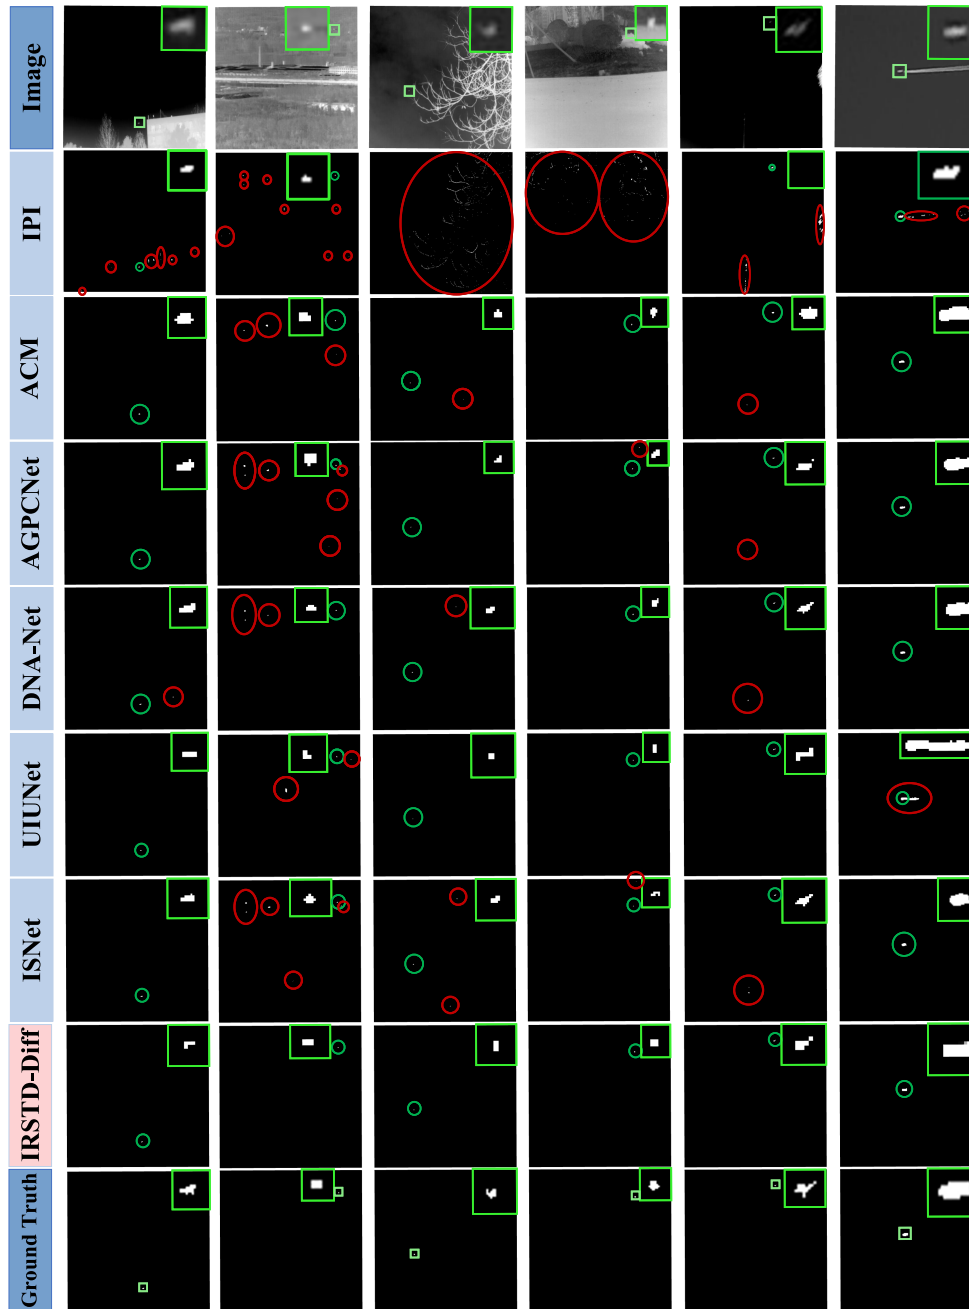 Image
IPI
ACM
AGPCNet
DNA-Net
UIUNet
ISNet
IRSTD-Diff
Ground Truth